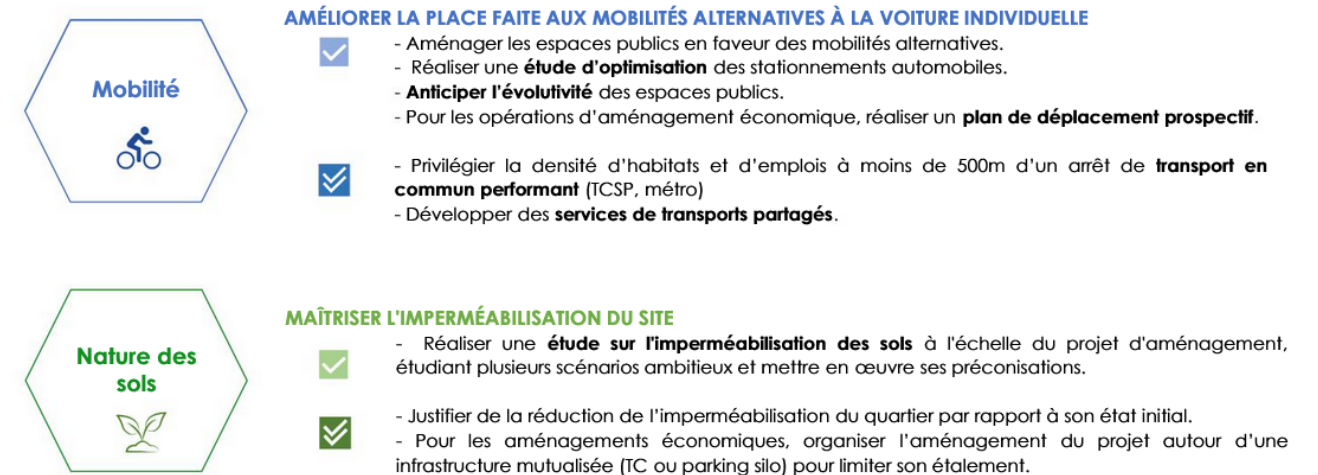 AMÉLIORER LA PLACE FAITE AUX MOBILITÉS ALTERNATIVES À LA VOITURE INDIVIDUELLE
Mobilité
- Aménager les espaces publics en faveur des mobilités alternatives.
- Réaliser une étude d'optimisation des stationnements automobiles.
- Anticiper l'évolutivité des espaces publics.
- Pour les opérations d'aménagement économique, réaliser un plan de déplacement prospectif.
- Privilégier la densité d'habitats et d'emplois à moins de 500m d'un arrêt de transport en
commun performant (TCSP, métro)
- Développer des services de transports partagés.
MAÎTRISER L'IMPERMÉABILISATION DU SITE
Nature des
sols
- Réaliser une étude sur l'imperméabilisation des sols à l'échelle du projet d'aménagement,
étudiant plusieurs scénarios ambitieux et mettre en œuvre ses préconisations.
- Justifier de la réduction de l'imperméabilisation du quartier par rapport à son état initial.
- Pour les aménagements économiques, organiser l'aménagement du projet autour d'une
infrastructure mutualisée (TC ou parking silo) pour limiter son étalement.